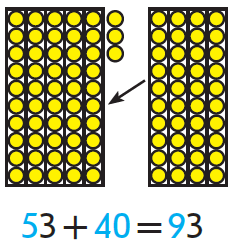 53 + 40 = 93